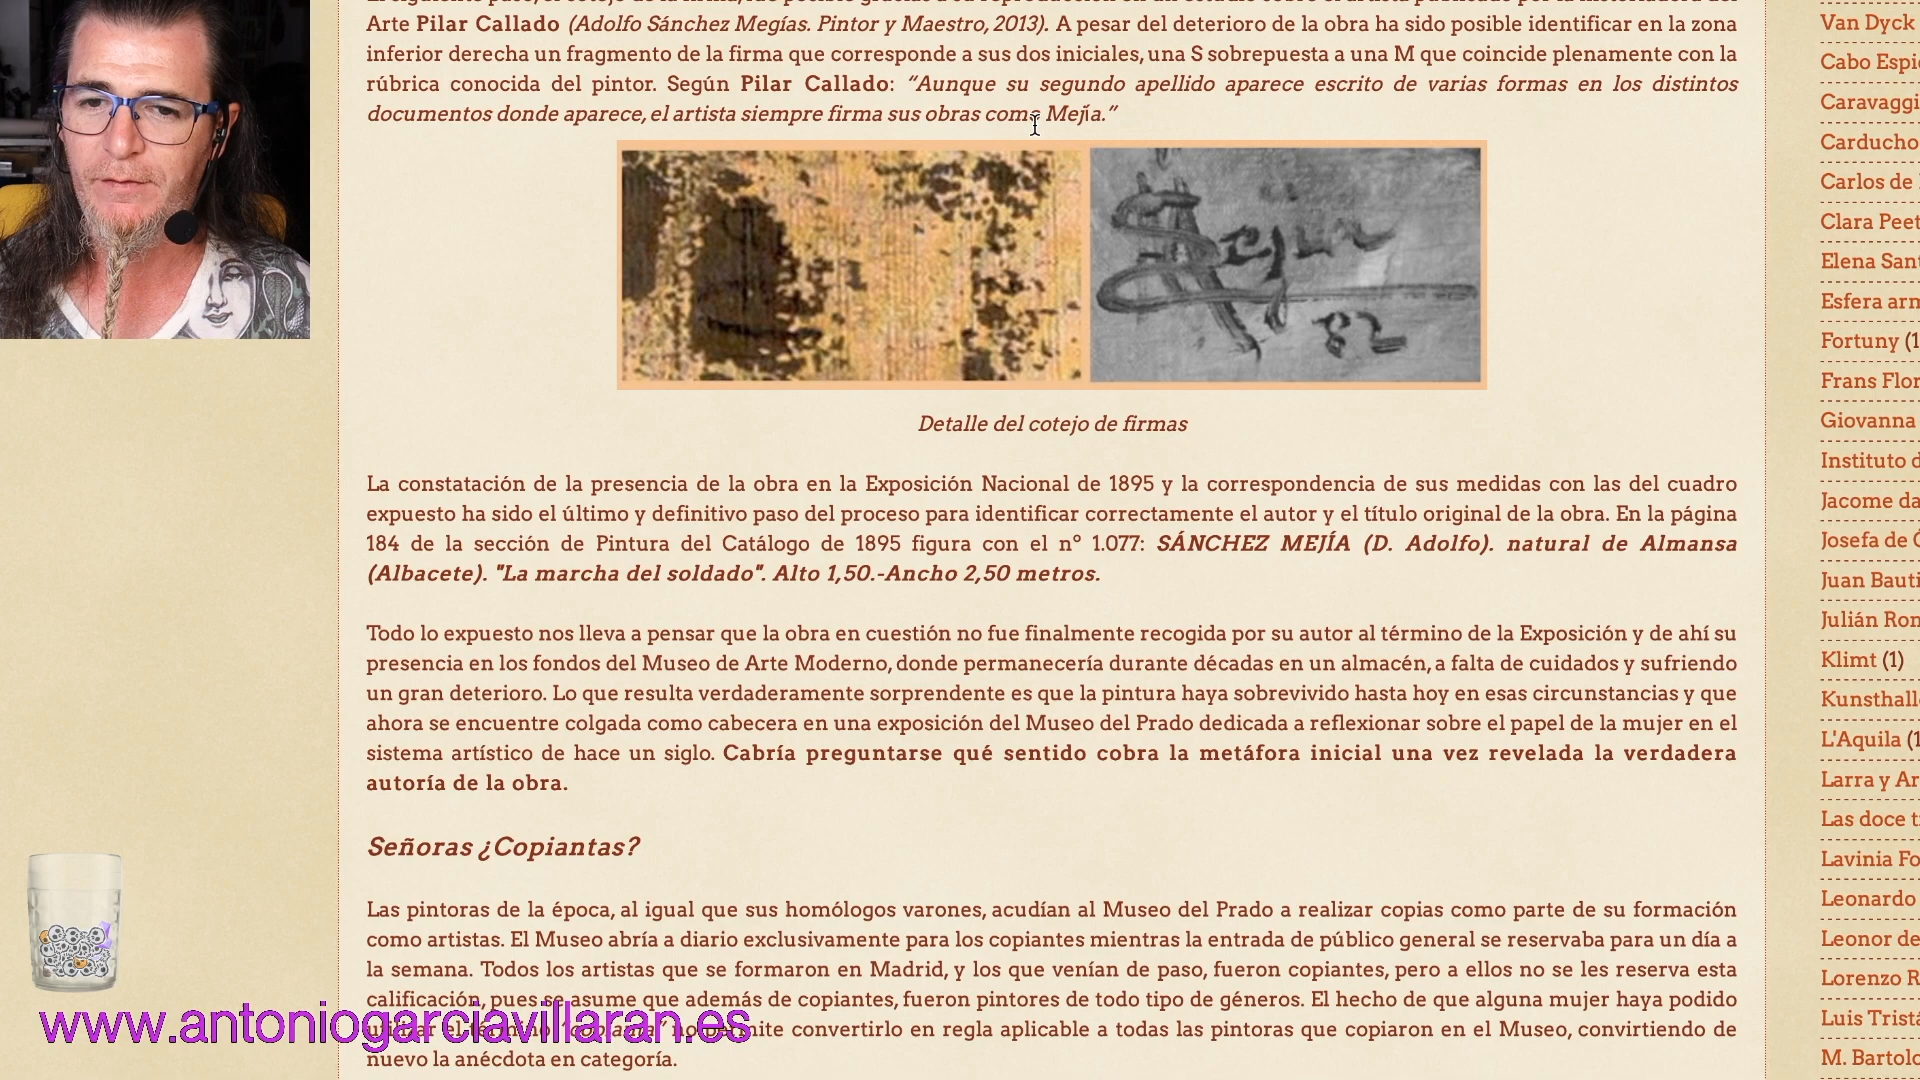 Arte Pilar Callado (Adolfo Sánchez Megías. Pintor y Maestro, 2013). A pesar del deterioro de la obra ha sido posible identificar en la zona
inferior derecha un fragmento de la firma que corresponde a sus dos iniciales, una S sobrepuesta a una M que coincide plenamente con la
rúbrica conocida del pintor. Según Pilar Callado: “Aunque su segundo apellido aparece escrito de varias formas en los distintos
documentos donde aparece, el artista siempre firma sus obras como Mejía.”
82
Detalle del cotejo de firmas
La constatación de la presencia de la obra en la Exposición Nacional de 1895 y la correspondencia de sus medidas con las del cuadro
expuesto ha sido el último y definitivo paso del proceso para identificar correctamente el autor y el título original de la obra. En la página
184 de la sección de Pintura del Catálogo de 1895 figura con el nº 1.077: SÁNCHEZ MEJÍA (D. Adolfo). natural de Almansa
(Albacete). "La marcha del soldado". Alto 1,50.-Ancho 2,50 metros.
Todo lo expuesto nos lleva a pensar que la obra en cuestión no fue finalmente recogida por su autor al término de la Exposición y de ahí su
presencia en los fondos del Museo de Arte Moderno, donde permanecería durante décadas en un almacén, a falta de cuidados y sufriendo
un gran deterioro. Lo que resulta verdaderamente sorprendente es que la pintura haya sobrevivido hasta hoy en esas circunstancias y que
ahora se encuentre colgada como cabecera en una exposición del Museo del Prado dedicada a reflexionar sobre el papel de la mujer en el
sistema artístico de hace un siglo. Cabría preguntarse qué sentido cobra la metáfora inicial una vez revelada la verdadera
autoría de la obra.
Señoras ¿Copiantas?
Las pintoras de la época, al igual que sus homólogos varones, acudían al Museo del Prado a realizar copias como parte de su formación
como artistas. El Museo abría a diario exclusivamente para los copiantes mientras la entrada de público general se reservaba para un día a
la semana. Todos los artistas que se formaron en Madrid, y los que venían de paso, fueron copiantes, pero a ellos no se les reserva esta
calificación, pues se asume que además de copiantes, fueron pintores de todo tipo de géneros. El hecho de que alguna mujer haya podido
utilizar el término "copianta" no permite convertirlo en regla aplicable a todas las pintoras que copiaron en el Museo, convirtiendo de
nuevo la anécdota en categoría.
www.antoniogarciavillaran.es
Van Dyck
Cabo Espi
Caravaggi
Carducho
Carlos de
Clara Peet
Elena Sant
Esfera arm
Fortuny (1
Frans Flor
Giovanna
Instituto d
Jacome da
Josefa de Ó
Juan Bauti
Julián Rom
Klimt (1)
Kunsthall
L'Aquila (1
Larra y Ar
Las doce t
Lavinia Fo
Leonardo
Leonor de
Lorenzo R
Luis Tristá
M. Bartolo